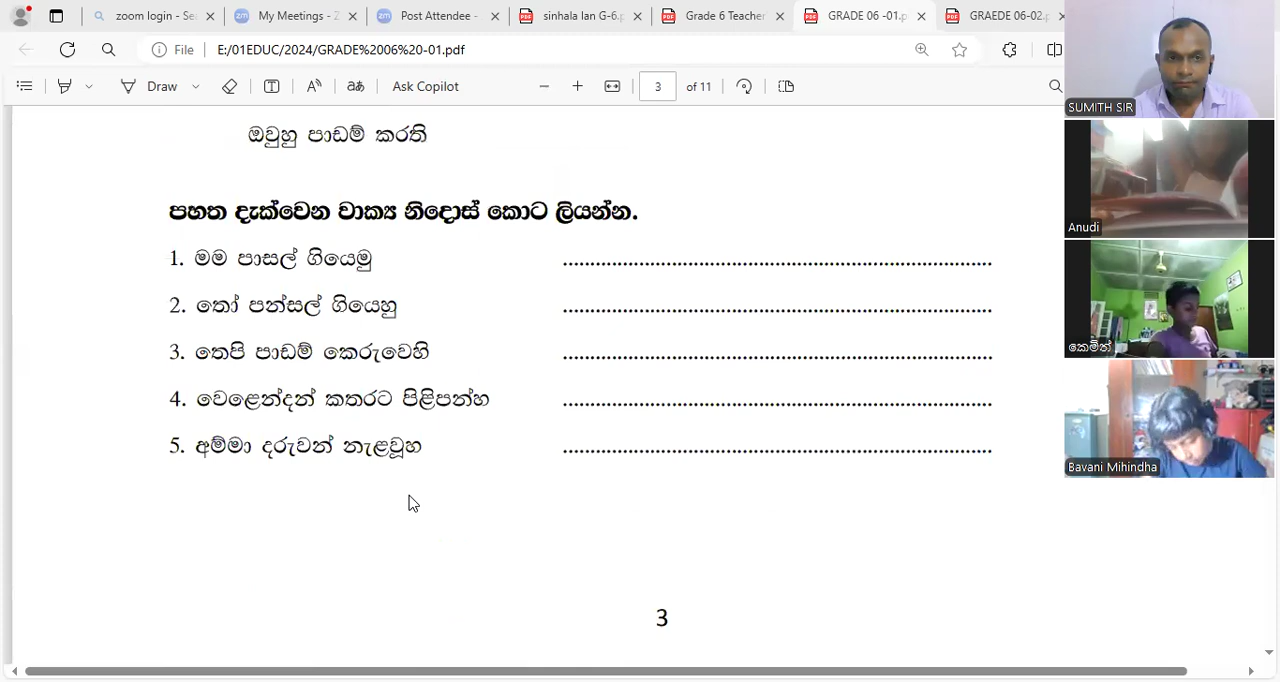 zoom login - Se
My Meetings - Z
Post Attendee -
sinhala lan G-6.p
Grade 6 Teacher
GRADE 06 -01.p
GRAEDE 06-02.p
File E:/01EDUC/2024/GRADE%2006%20-01.pdf
Draw Ask Copilot 3 of 11
ඔවුහු පාඩම් කරති
පහත දැක්වෙන වාක්‍ය නිදොස් කොට ලියන්න.
1. මම පාසල් ගියෙමු ........................................................................
2. තෝ පන්සල් ගියෙහු ........................................................................
3. තෙපි පාඩම් කෙරුවෙහි ........................................................................
4. වෙළෙන්දන් කතරට පිළිපන්හ ........................................................................
5. අම්මා දරුවන් නැළවූහ ........................................................................
3
SUMITH SIR
Anudi
කෙමිත්
Bavani Mihindha